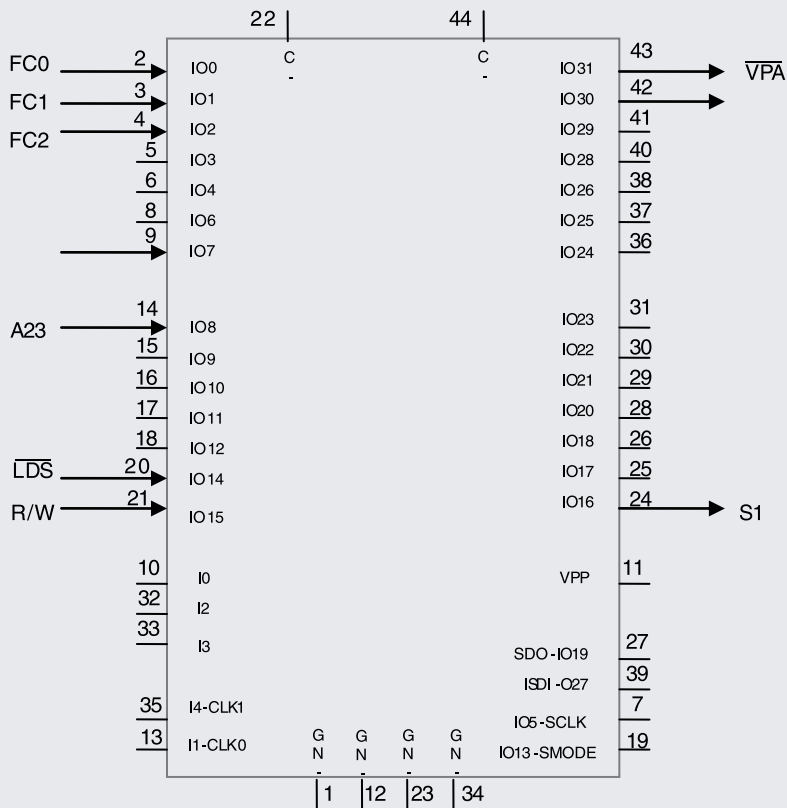 22 44
FC0 2 IO0 C - C - IO31 43 VPA
FC1 3 IO1 IO30 42
FC2 4 IO2 IO29 41
5 IO3 IO28 40
6 IO4 IO26 38
8 IO6 IO25 37
9 IO7 IO24 36
A23 14 IO8 IO23 31
15 IO9 IO22 30
16 IO10 IO21 29
17 IO11 IO20 28
18 IO12 IO18 26
LDS 20 IO14 IO17 25
R/W 21 IO15 IO16 24 S1
10 I0 VPP 11
32 I2
33 I3
SDO-IO19 27
ISDI-O27 39
35 I4-CLK1 IO5-SCLK 7
13 I1-CLK0 IO13-SMODE 19
G G G G
N N N N
- - - -
1 12 23 34